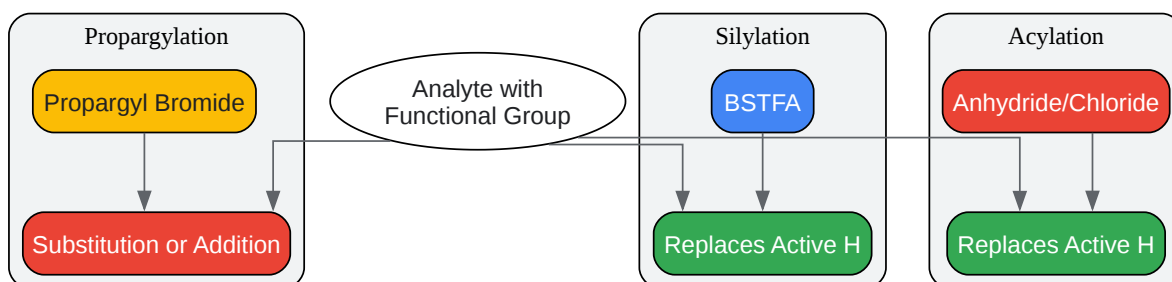 Propargylation
Silylation
Acylation
Propargyl Bromide
Analyte with
Functional Group
BSTFA
Anhydride/Chloride
Substitution or Addition
Replaces Active H
Replaces Active H